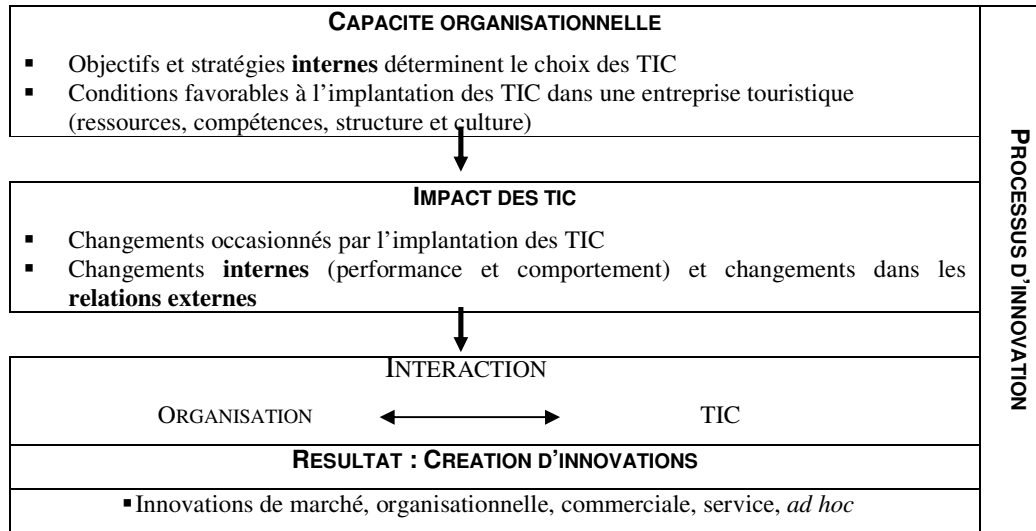 CAPACITE ORGANISATIONNELLE
▪ Objectifs et stratégies internes déterminent le choix des TIC
▪ Conditions favorables à l'implantation des TIC dans une entreprise touristique
(ressources, compétences, structure et culture)
IMPACT DES TIC
▪ Changements occasionnés par l'implantation des TIC
▪ Changements internes (performance et comportement) et changements dans les
relations externes
INTERACTION
ORGANISATION TIC
RESULTAT : CREATION D'INNOVATIONS
▪ Innovations de marché, organisationnelle, commerciale, service, ad hoc
PROCESSUS D'INNOVATION